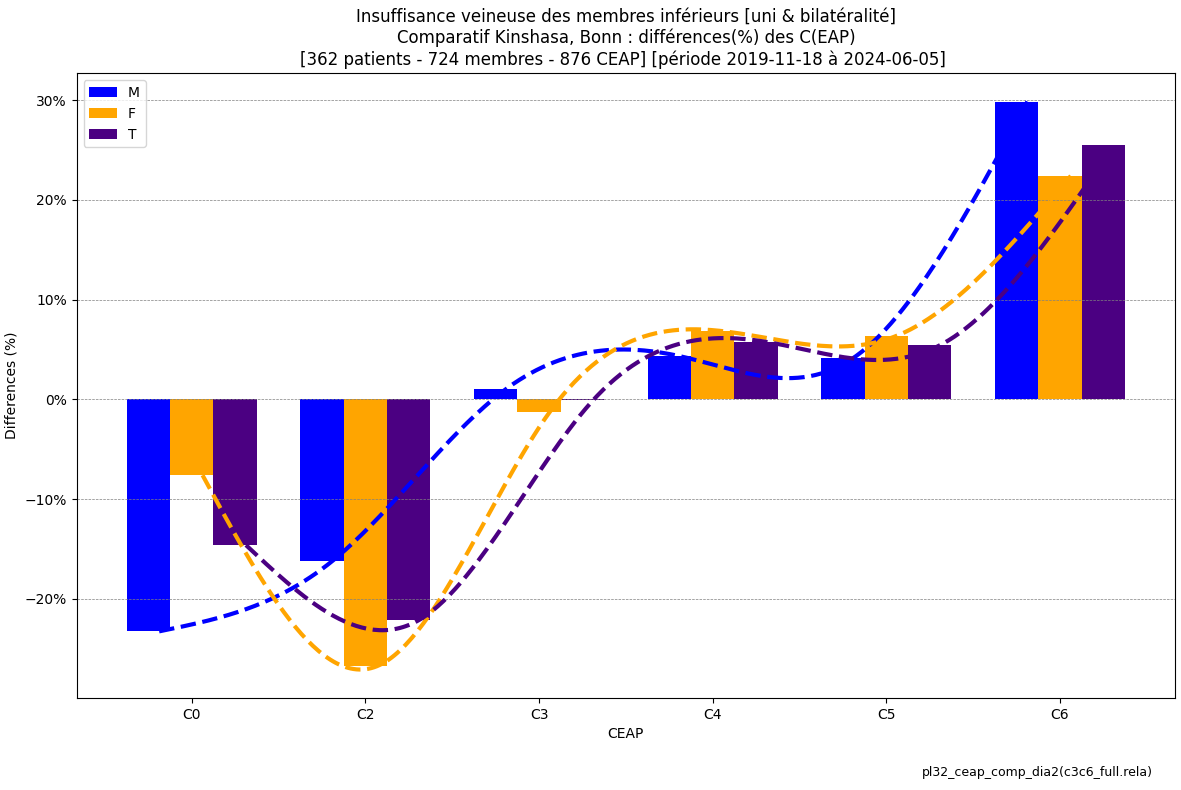 Insuffisance veineuse des membres inférieurs [uni & bilatéralité]
Comparatif Kinshasa, Bonn : différences(%) des C(EAP)
[362 patients - 724 membres - 876 CEAP] [période 2019-11-18 à 2024-06-05]
M
F
T
30%
20%
10%
0%
−10%
−20%
Differences (%)
C0 C2 C3 C4 C5 C6
CEAP
pl32_ceap_comp_dia2(c3c6_full.rela)